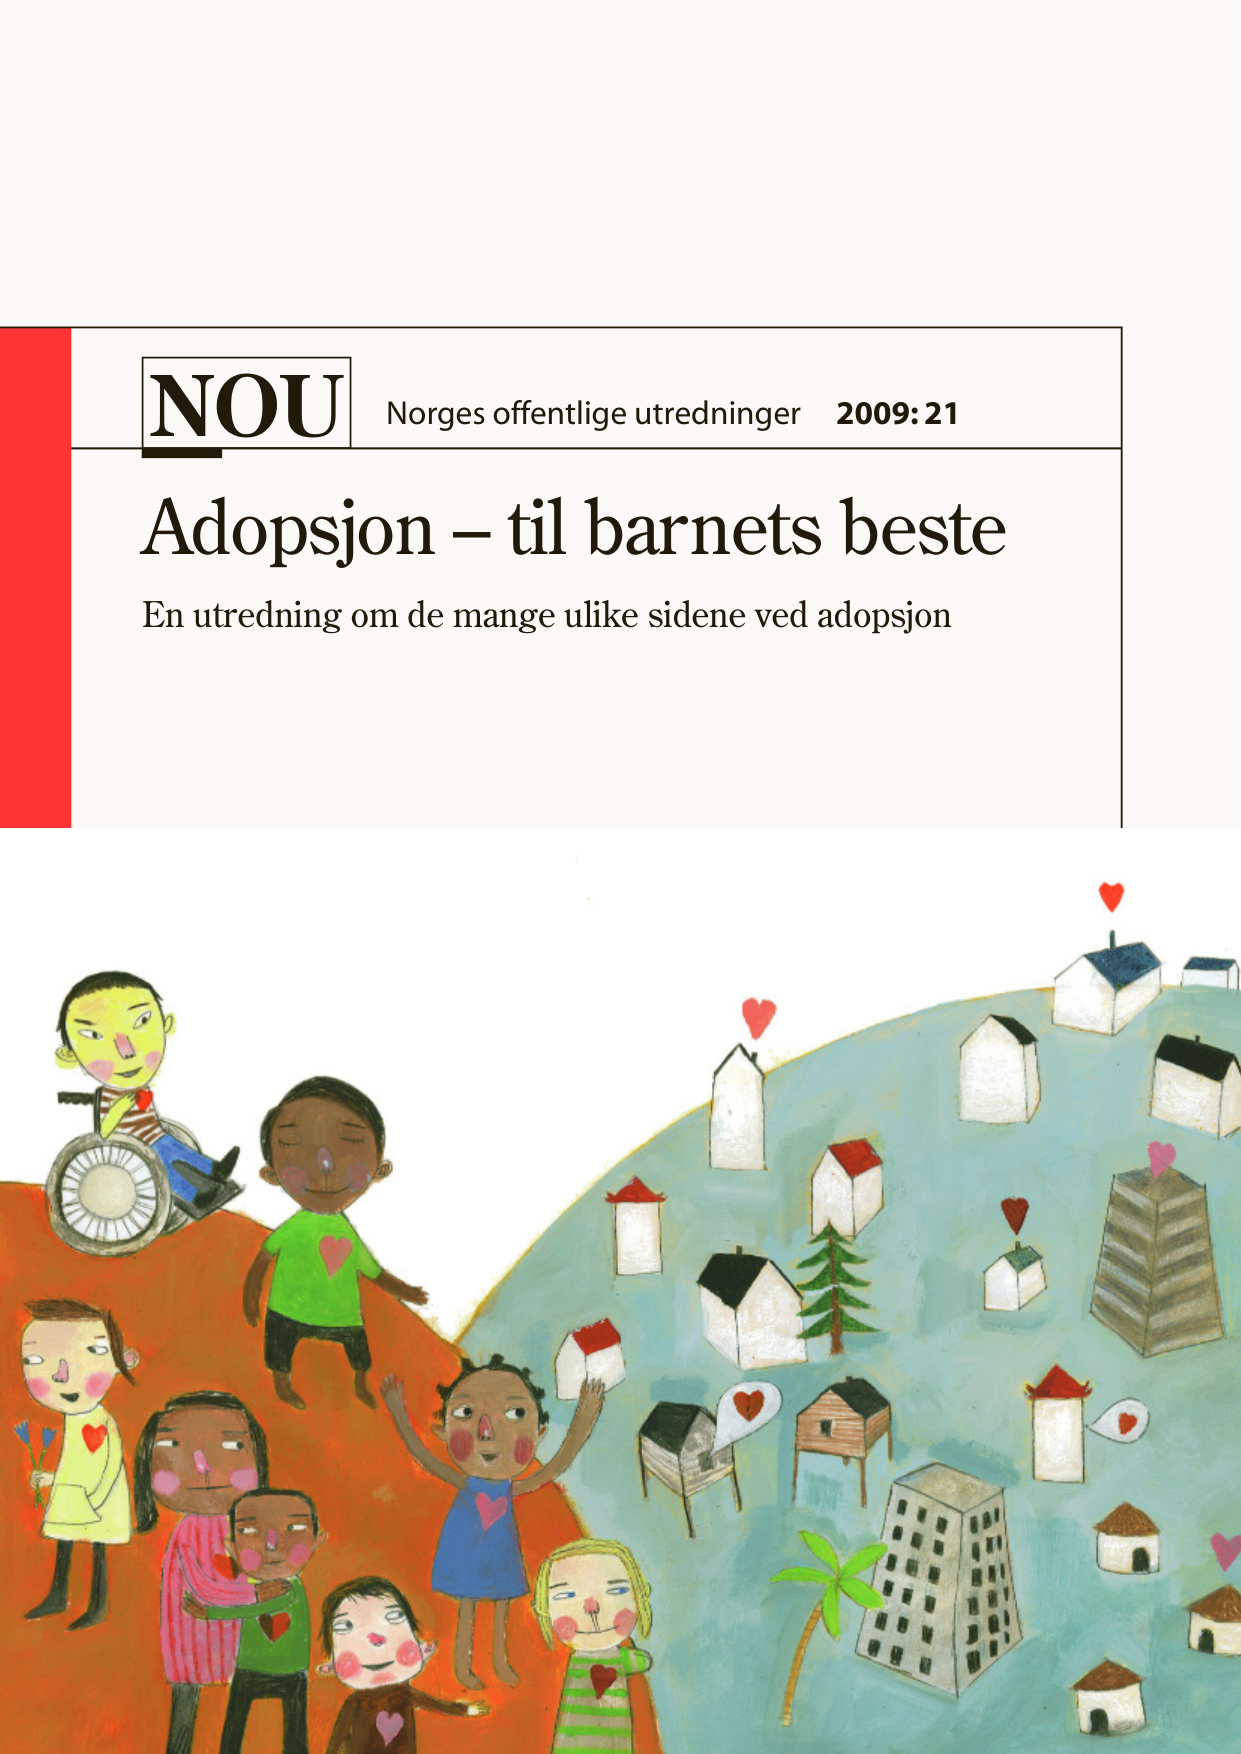 NOU Norges offentlige utredninger 2009: 21
Adopsjon – til barnets beste
En utredning om de mange ulike sidene ved adopsjon